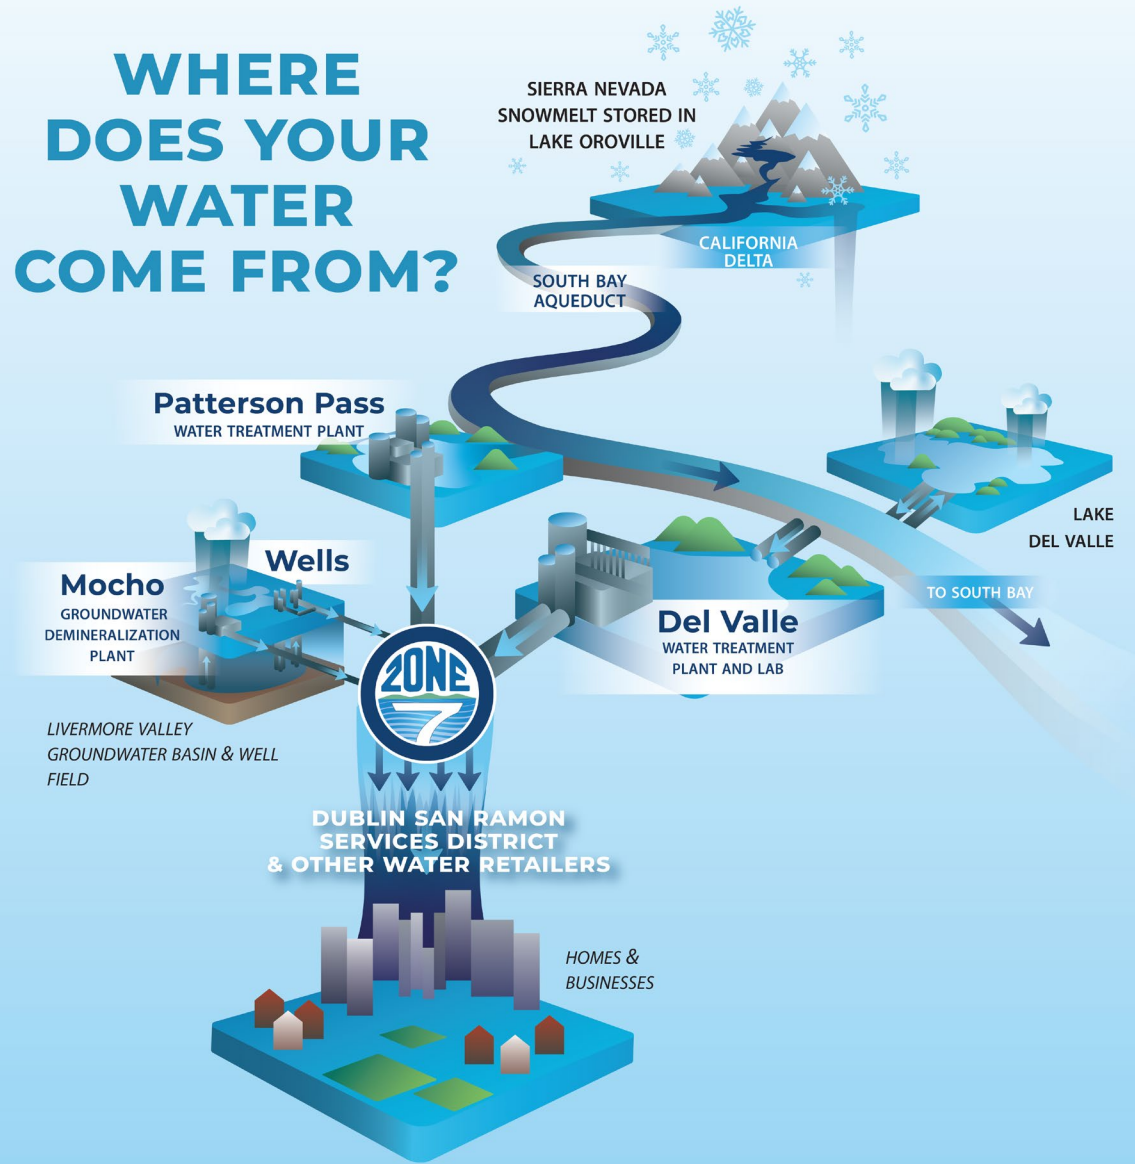 WHERE
DOES YOUR
WATER
COME FROM?
SIERRA NEVADA
SNOWMELT STORED IN
LAKE OROVILLE
CALIFORNIA
DELTA
SOUTH BAY
AQUEDUCT
Patterson Pass
WATER TREATMENT PLANT
LAKE
DEL VALLE
TO SOUTH BAY
Wells
Mocho
GROUNDWATER
DEMINERALIZATION
PLANT
Del Valle
WATER TREATMENT
PLANT AND LAB
ZONE
7
LIVERMORE VALLEY
GROUNDWATER BASIN & WELL
FIELD
DUBLIN SAN RAMON
SERVICES DISTRICT
& OTHER WATER RETAILERS
HOMES &
BUSINESSES